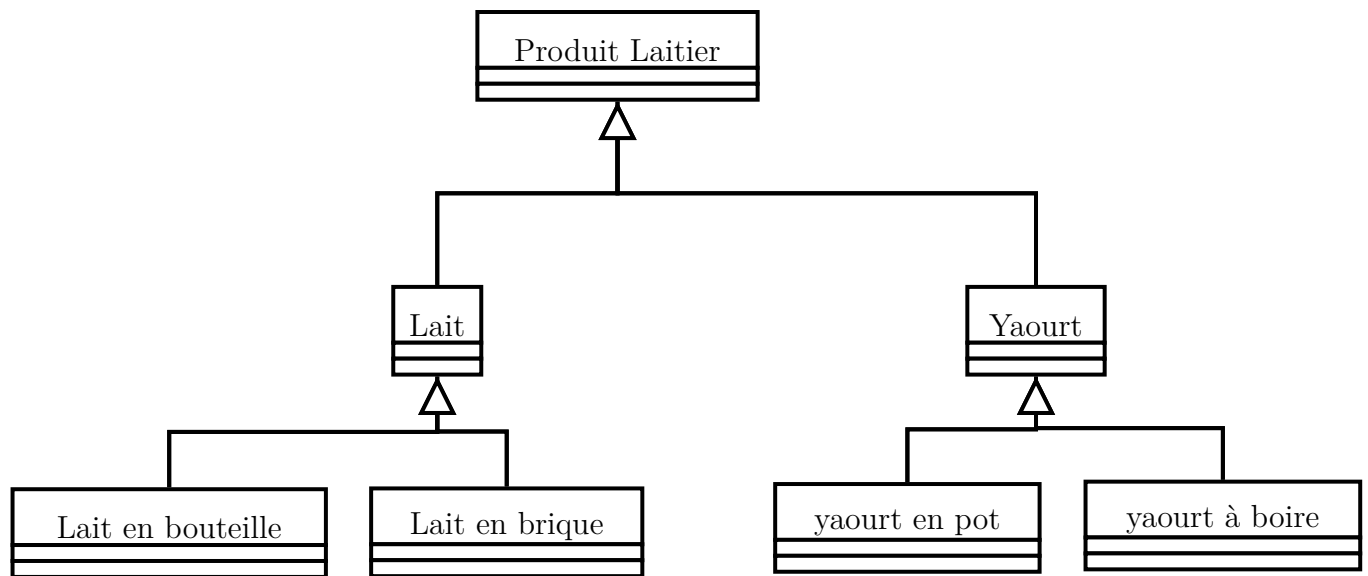 Produit Laitier
Lait
Yaourt
Lait en bouteille
Lait en brique
yaourt en pot
yaourt à boire